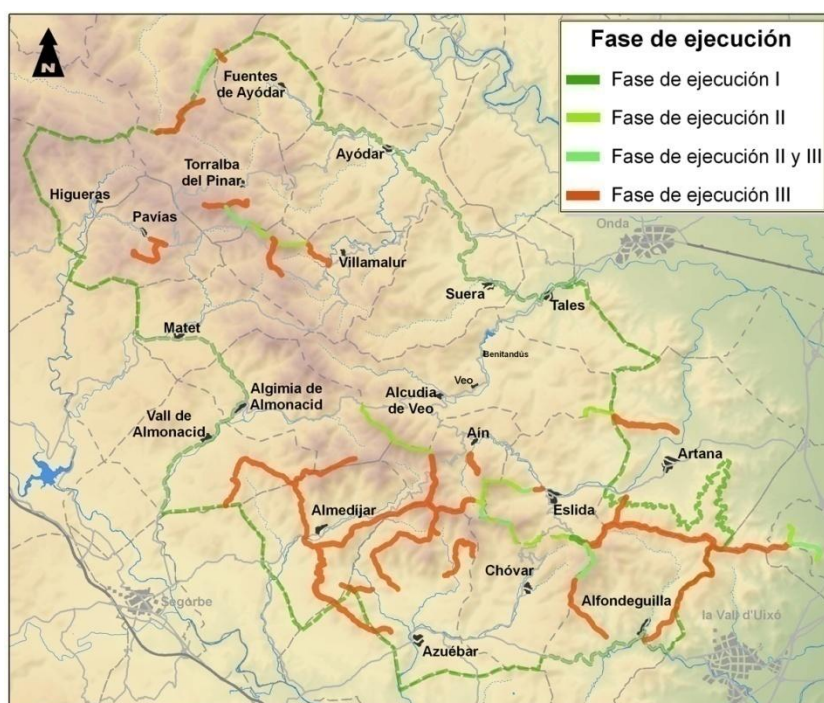 Fase de ejecución
Fase de ejecución I
Fase de ejecución II
Fase de ejecución II y III
Fase de ejecución III
N
Fuentes
de Ayódar
Ayódar
Torralba
del Pinar
Higueras
Pavías
Villamalur
Onda
Suera
Tales
Matet
Benitandús
Veo
Algimia de
Almonacid
Alcudia
de Veo
Vall de
Almonacid
Ain
Artana
Almedijar
Eslida
Chóvar
Segorbe
Alfondeguilla
la Vall d'Uixó
Azuébar